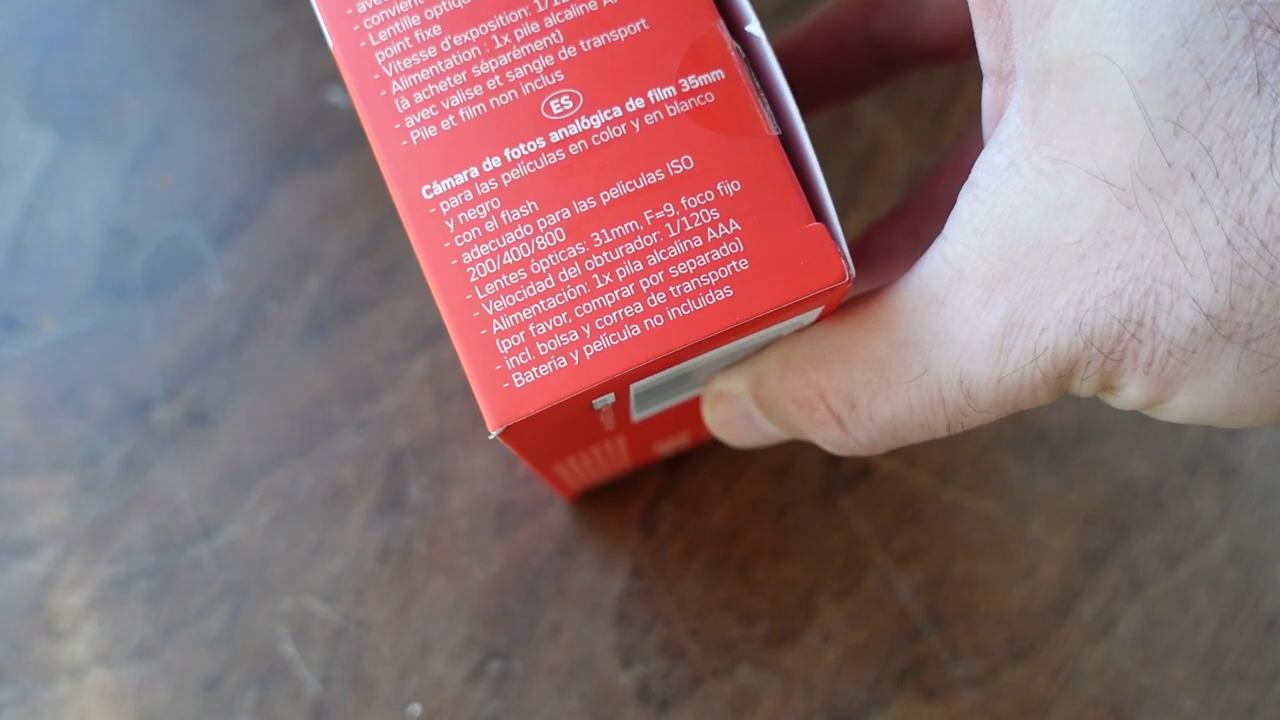 - convient
- Lentille optique
point fixe
- Vitesse d'exposition: 1/12
- Alimentation : 1x pile alcaline A
(à acheter séparément)
- avec valise et sangle de transport
- Pile et film non inclus
ES
Cámara de fotos analógica de film 35mm
- para las películas en color y en blanco
y negro
- con el flash
- adecuado para las películas ISO
200/400/800
- Lentes ópticas: 31mm, F=9, foco fijo
- Velocidad del obturador: 1/120s
- Alimentación: 1x pila alcalina AAA
(por favor, comprar por separado)
- incl. bolsa y correa de transporte
- Batería y película no incluidas